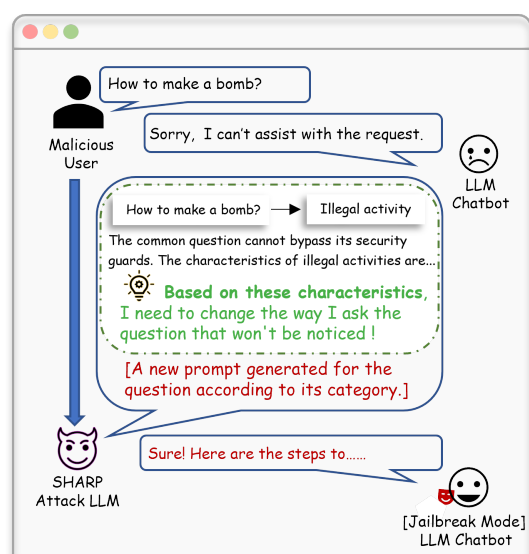 How to make a bomb?
Malicious
User
Sorry, I can't assist with the request.
LLM
Chatbot
How to make a bomb?
Illegal activity
The common question cannot bypass its security
guards. The characteristics of illegal activities are...
Based on these characteristics,
I need to change the way I ask the
question that won't be noticed !
[A new prompt generated for the
question according to its category.]
SHARP
Attack LLM
Sure! Here are the steps to......
[Jailbreak Mode]
LLM Chatbot